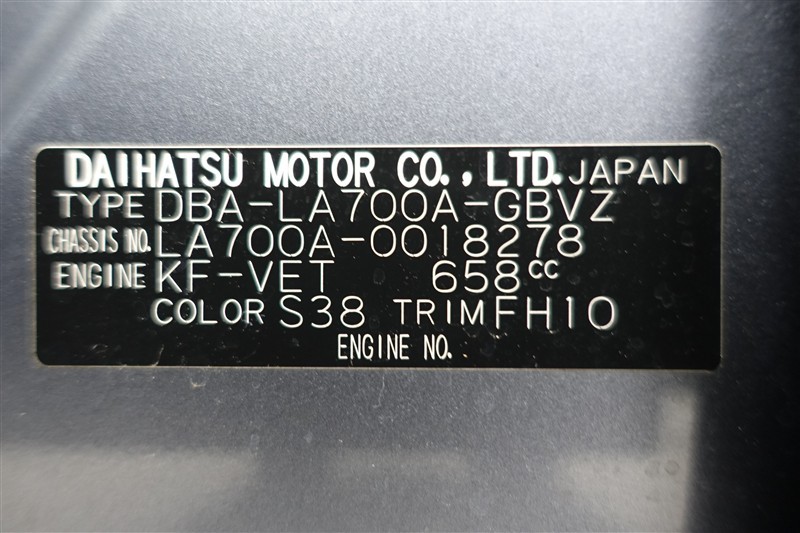 DAIHATSU MOTOR CO., LTD. JAPAN
TYPE DBA-LA700A-GBVZ
CHASSIS NO. LA700A-0018278
ENGINE KF-VET 658cc
COLOR S38 TRIM FH10
ENGINE NO.